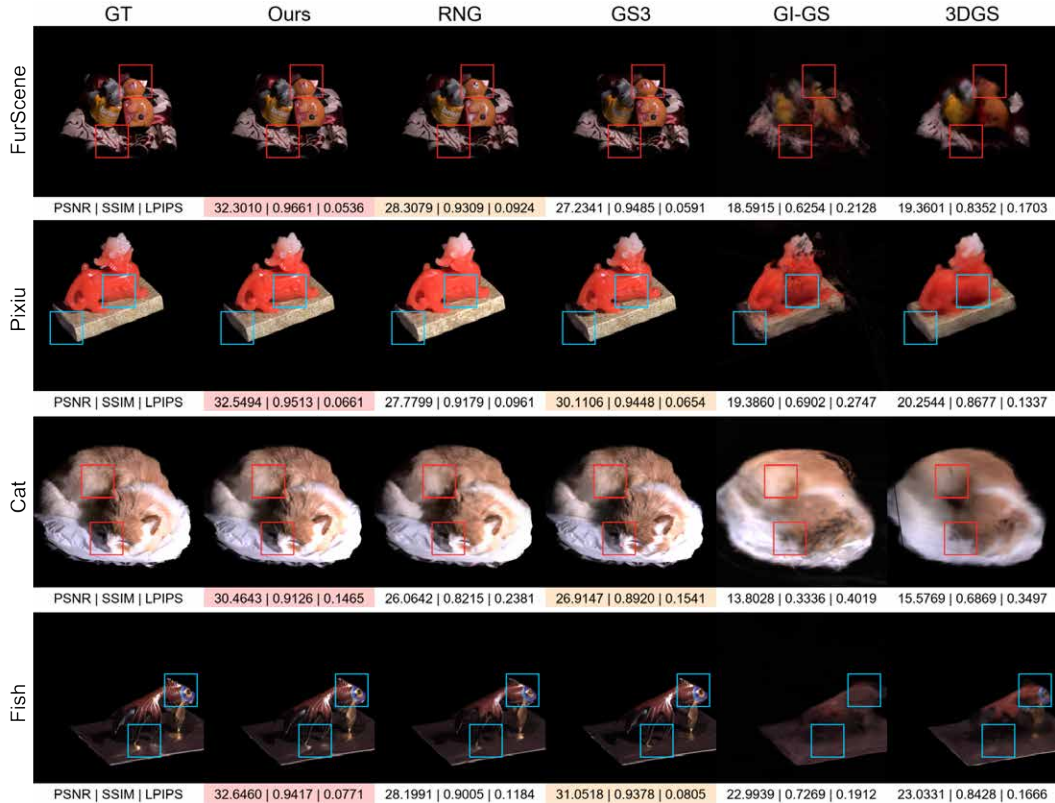 GT Ours RNG GS3 GI-GS 3DGS
FurScene
PSNR | SSIM | LPIPS 32.3010 | 0.9661 | 0.0536 28.3079 | 0.9309 | 0.0924 27.2341 | 0.9485 | 0.0591 18.5915 | 0.6254 | 0.2128 19.3601 | 0.8352 | 0.1703
Pixiu
PSNR | SSIM | LPIPS 32.5494 | 0.9513 | 0.0661 27.7799 | 0.9179 | 0.0961 30.1106 | 0.9448 | 0.0654 19.3860 | 0.6902 | 0.2747 20.2544 | 0.8677 | 0.1337
Cat
PSNR | SSIM | LPIPS 30.4643 | 0.9126 | 0.1465 26.0642 | 0.8215 | 0.2381 26.9147 | 0.8920 | 0.1541 13.8028 | 0.3336 | 0.4019 15.5769 | 0.6869 | 0.3497
Fish
PSNR | SSIM | LPIPS 32.6460 | 0.9417 | 0.0771 28.1991 | 0.9005 | 0.1184 31.0518 | 0.9378 | 0.0805 22.9939 | 0.7269 | 0.1912 23.0331 | 0.8428 | 0.1666